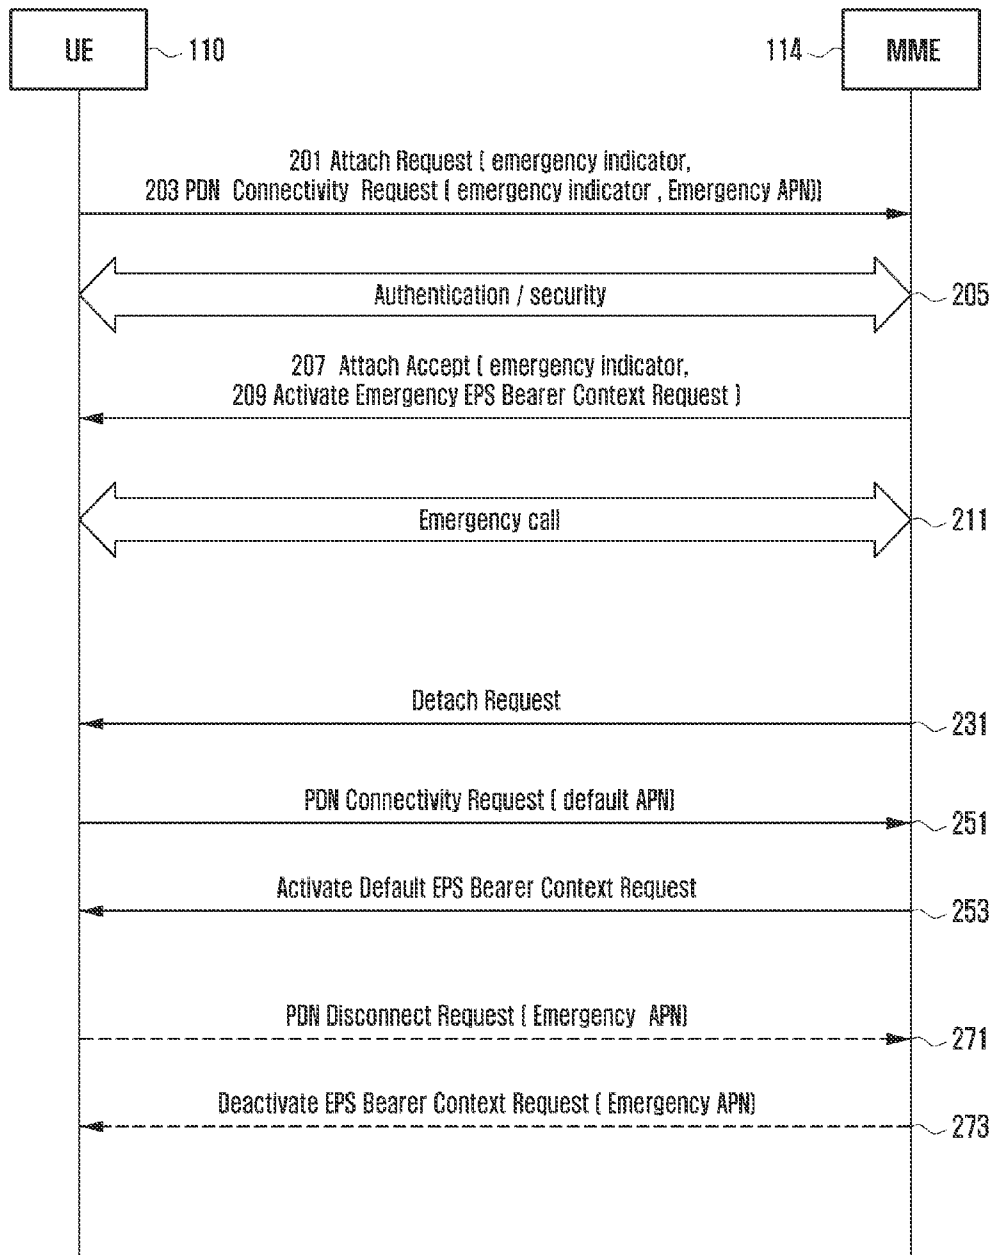 UE
110
114
MME
201 Attach Request ( emergency indicator,
203 PDN Connectivity Request ( emergency indicator , Emergency APN))
Authentication / security
205
207 Attach Accept ( emergency indicator,
209 Activate Emergency EPS Bearer Context Request )
Emergency call
211
Detach Request
231
PDN Connectivity Request ( default APN)
251
Activate Default EPS Bearer Context Request
253
PDN Disconnect Request ( Emergency APN)
271
Deactivate EPS Bearer Context Request ( Emergency APN)
273